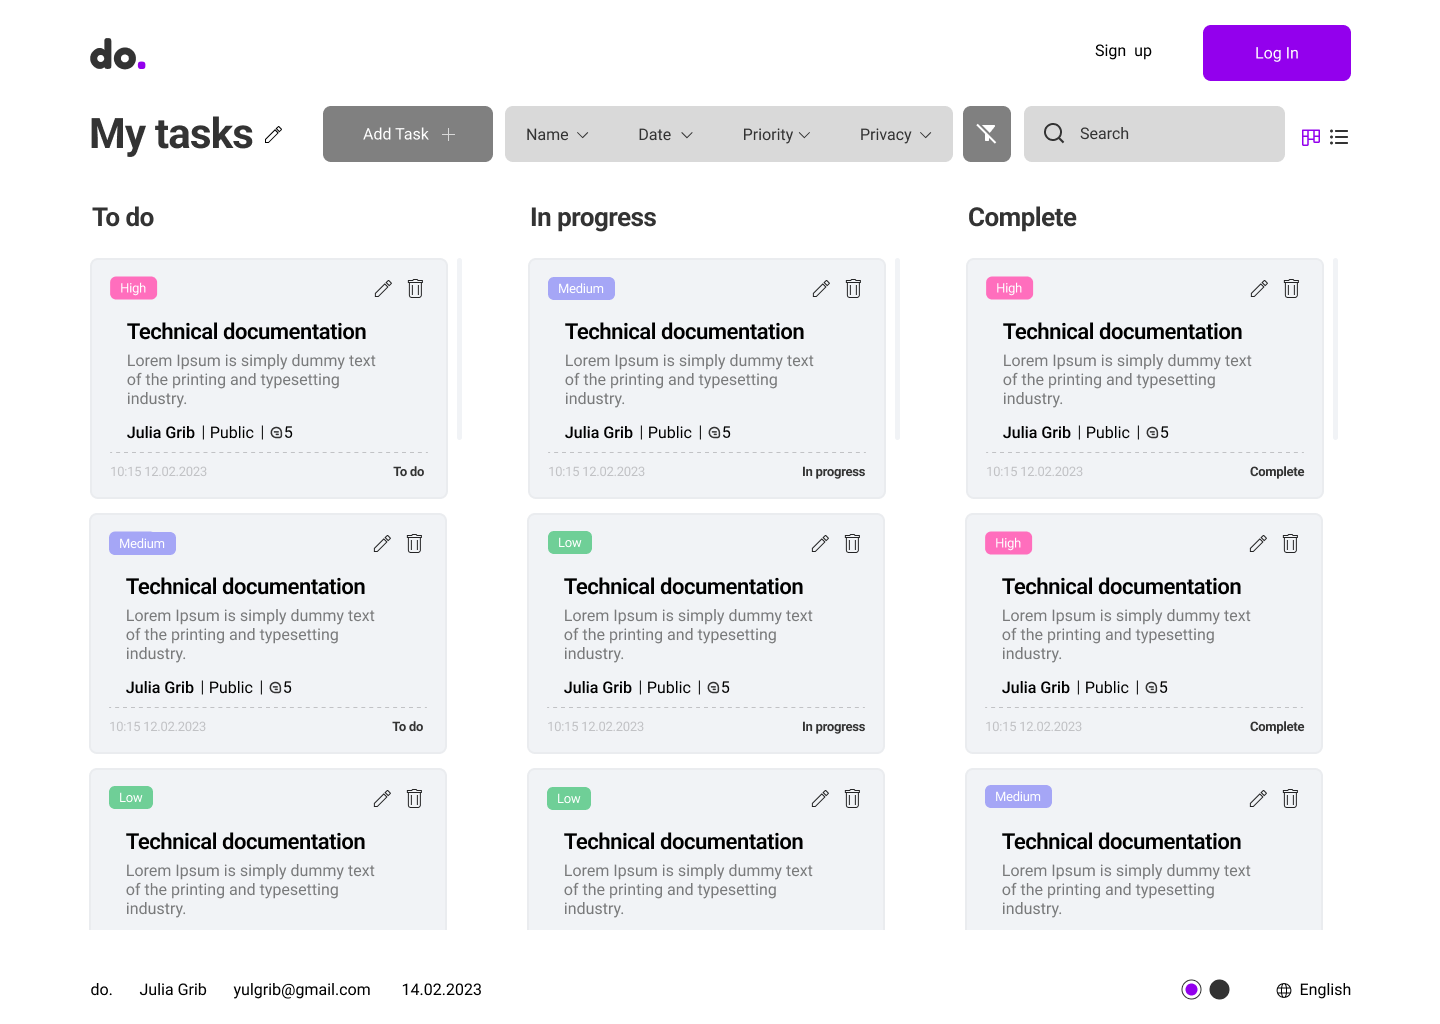 do.
Sign up
Log In
My tasks
Add Task
Name
Date
Priority
Privacy
Search
To do
In progress
Complete
High
Technical documentation
Lorem Ipsum is simply dummy text
of the printing and typesetting
industry.
Julia Grib | Public | 5
10:15 12.02.2023
To do
Medium
Technical documentation
Lorem Ipsum is simply dummy text
of the printing and typesetting
industry.
Julia Grib | Public | 5
10:15 12.02.2023
In progress
High
Technical documentation
Lorem Ipsum is simply dummy text
of the printing and typesetting
industry.
Julia Grib | Public | 5
10:15 12.02.2023
Complete
Medium
Technical documentation
Lorem Ipsum is simply dummy text
of the printing and typesetting
industry.
Julia Grib | Public | 5
10:15 12.02.2023
To do
Low
Technical documentation
Lorem Ipsum is simply dummy text
of the printing and typesetting
industry.
Julia Grib | Public | 5
10:15 12.02.2023
In progress
High
Technical documentation
Lorem Ipsum is simply dummy text
of the printing and typesetting
industry.
Julia Grib | Public | 5
10:15 12.02.2023
Complete
Low
Technical documentation
Lorem Ipsum is simply dummy text
of the printing and typesetting
industry.
Low
Technical documentation
Lorem Ipsum is simply dummy text
of the printing and typesetting
industry.
Medium
Technical documentation
Lorem Ipsum is simply dummy text
of the printing and typesetting
industry.
do.
Julia Grib
yulgrib@gmail.com
14.02.2023
English